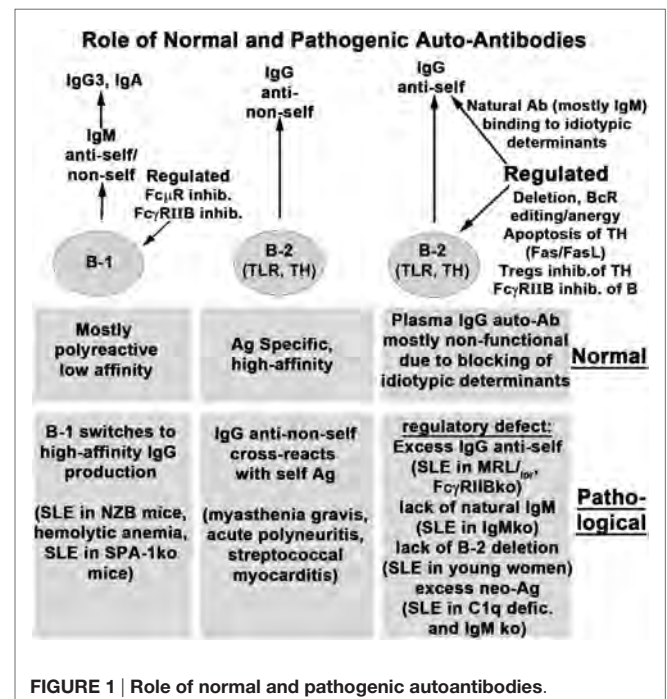 Role of Normal and Pathogenic Auto-Antibodies
IgG3, IgA
IgM
anti-self/
non-self
Regulated
FcμR inhib.
FcγRIIB inhib.
B-1
IgG
anti-
non-self
B-2
(TLR, TH)
IgG
anti-self
Natural Ab (mostly IgM)
binding to idiotypic
determinants
Regulated
Deletion, BcR
editing/anergy
Apoptosis of TH
(Fas/FasL)
Tregs inhib.of TH
FcγRIIB inhib. of B
B-2
(TLR, TH)
Mostly
polyreactive
low affinity
Ag Specific,
high-affinity
Plasma IgG auto-Ab
mostly non-functional
due to blocking of
idiotypic determinants
Normal
B-1 switches to
high-affinity IgG
production
(SLE in NZB mice,
hemolytic anemia,
SLE in SPA-1ko
mice)
IgG anti-non-self
cross-reacts
with self Ag
(myasthenia gravis,
acute polyneuritis,
streptococcal
myocarditis)
regulatory defect:
Excess IgG anti-self
(SLE in MRL/lor,
FcγRIIBko)
lack of natural IgM
(SLE in IgMko)
lack of B-2 deletion
(SLE in young women)
excess neo-Ag
(SLE in C1q defic.
and IgM ko)
Patho-
logical
FIGURE 1 | Role of normal and pathogenic autoantibodies.